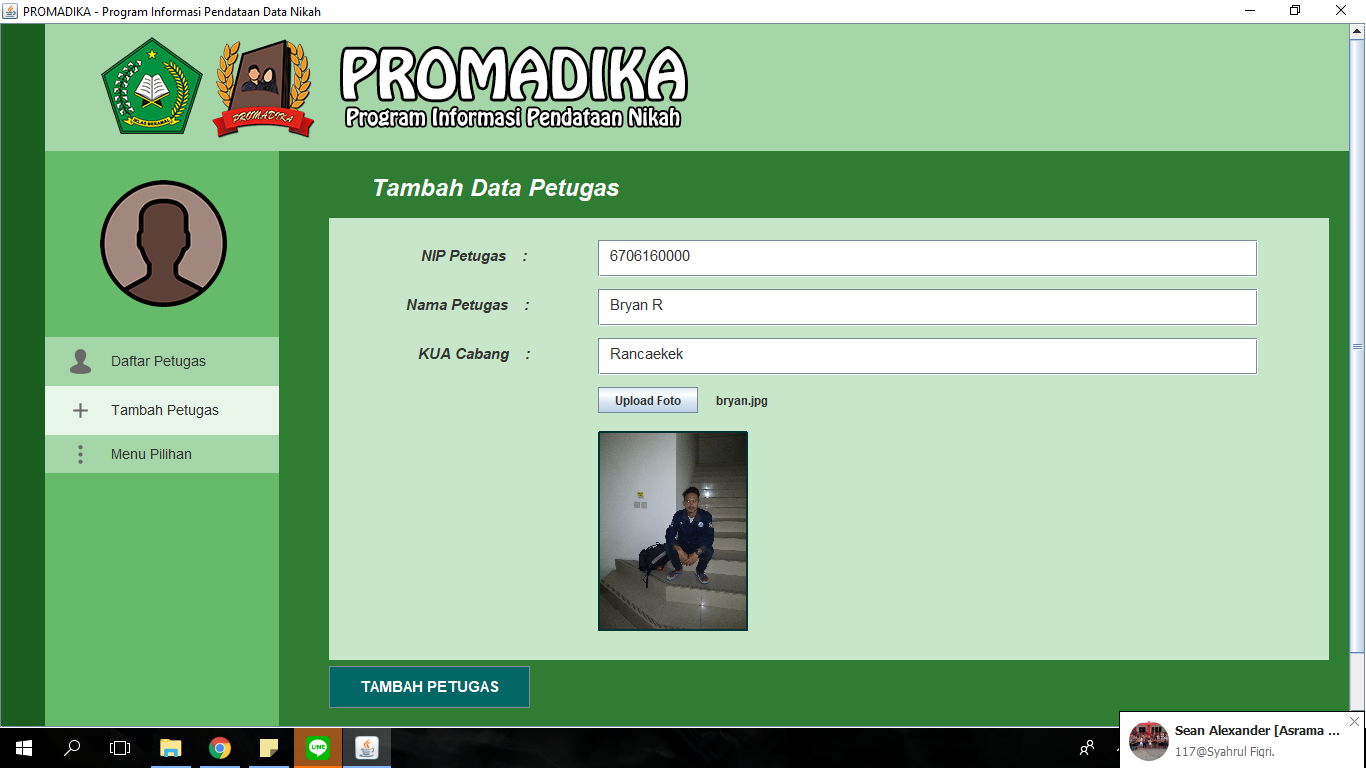 PROMADIKA - Program Informasi Pendataan Data Nikah
IKHLAS BERAMAL
PROMADIKA
PROMADIKA
Program Informasi Pendataan Nikah
Tambah Data Petugas
NIP Petugas :
6706160000
Nama Petugas :
Bryan R
KUA Cabang :
Rancaekek
Upload Foto
bryan.jpg
Daftar Petugas
Tambah Petugas
Menu Pilihan
TAMBAH PETUGAS
LINE
Sean Alexander [Asrama ...
117@Syahrul Fiqri.